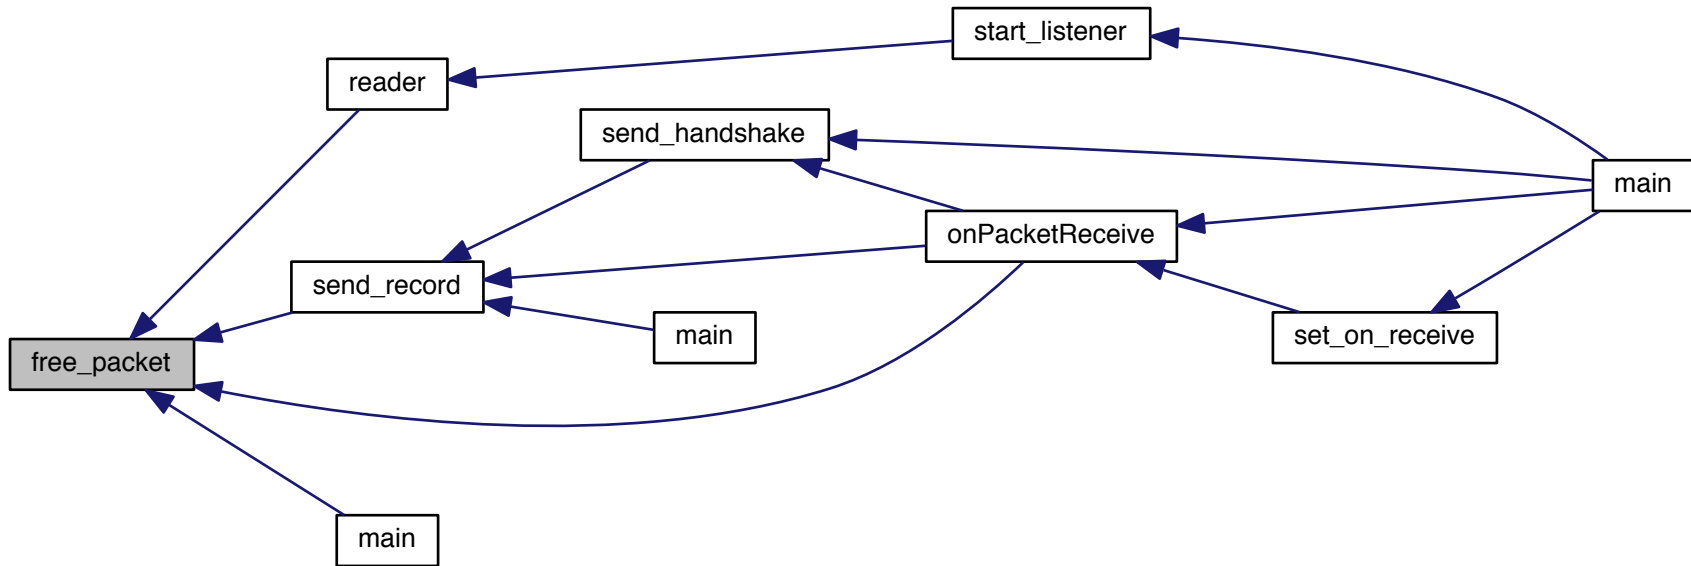 start_listener
reader
send_handshake
main
onPacketReceive
send_record
set_on_receive
main
free_packet
main